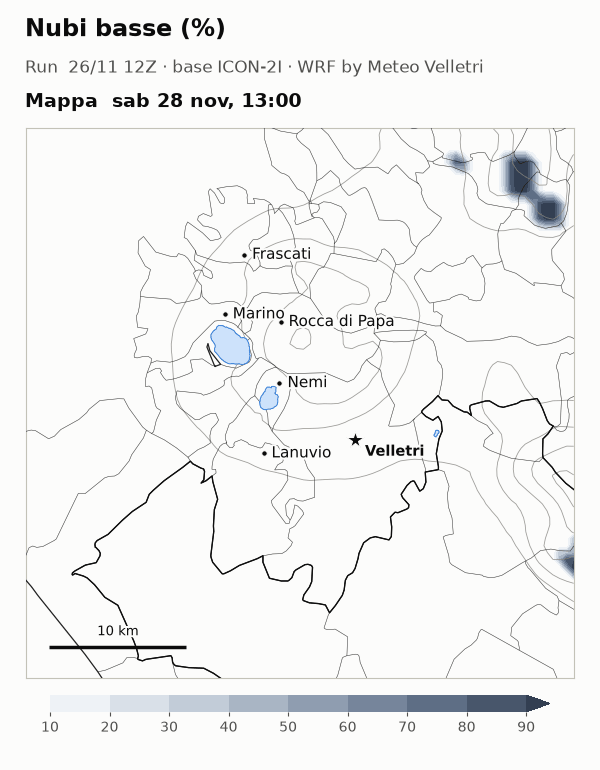 Nubi basse (%)
Run 26/11 12Z · base ICON-2I · WRF by Meteo Velletri
Mappa sab 28 nov, 13:00
Frascati
Marino
Rocca di Papa
Nemi
Velletri
Lanuvio
10 km
10 20 30 40 50 60 70 80 90